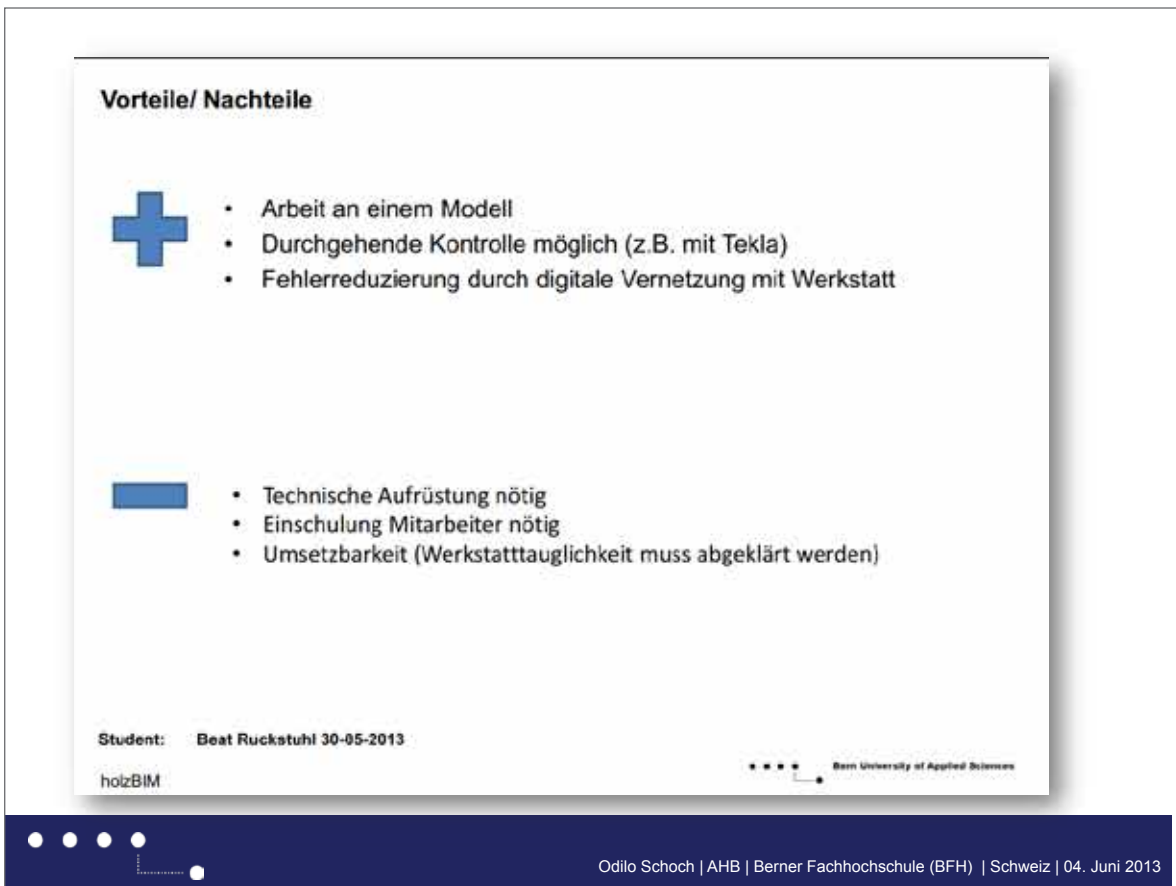 Vorteile/ Nachteile
• Arbeit an einem Modell
• Durchgehende Kontrolle möglich (z.B. mit Tekla)
• Fehlerreduzierung durch digitale Vernetzung mit Werkstatt
• Technische Aufrüstung nötig
• Einschulung Mitarbeiter nötig
• Umsetzbarkeit (Werkstatttauglichkeit muss abgeklärt werden)
Student: Beat Ruckstuhl 30-05-2013
holzBIM
Bern University of Applied Sciences
Odilo Schoch | AHB | Berner Fachhochschule (BFH) | Schweiz | 04. Juni 2013